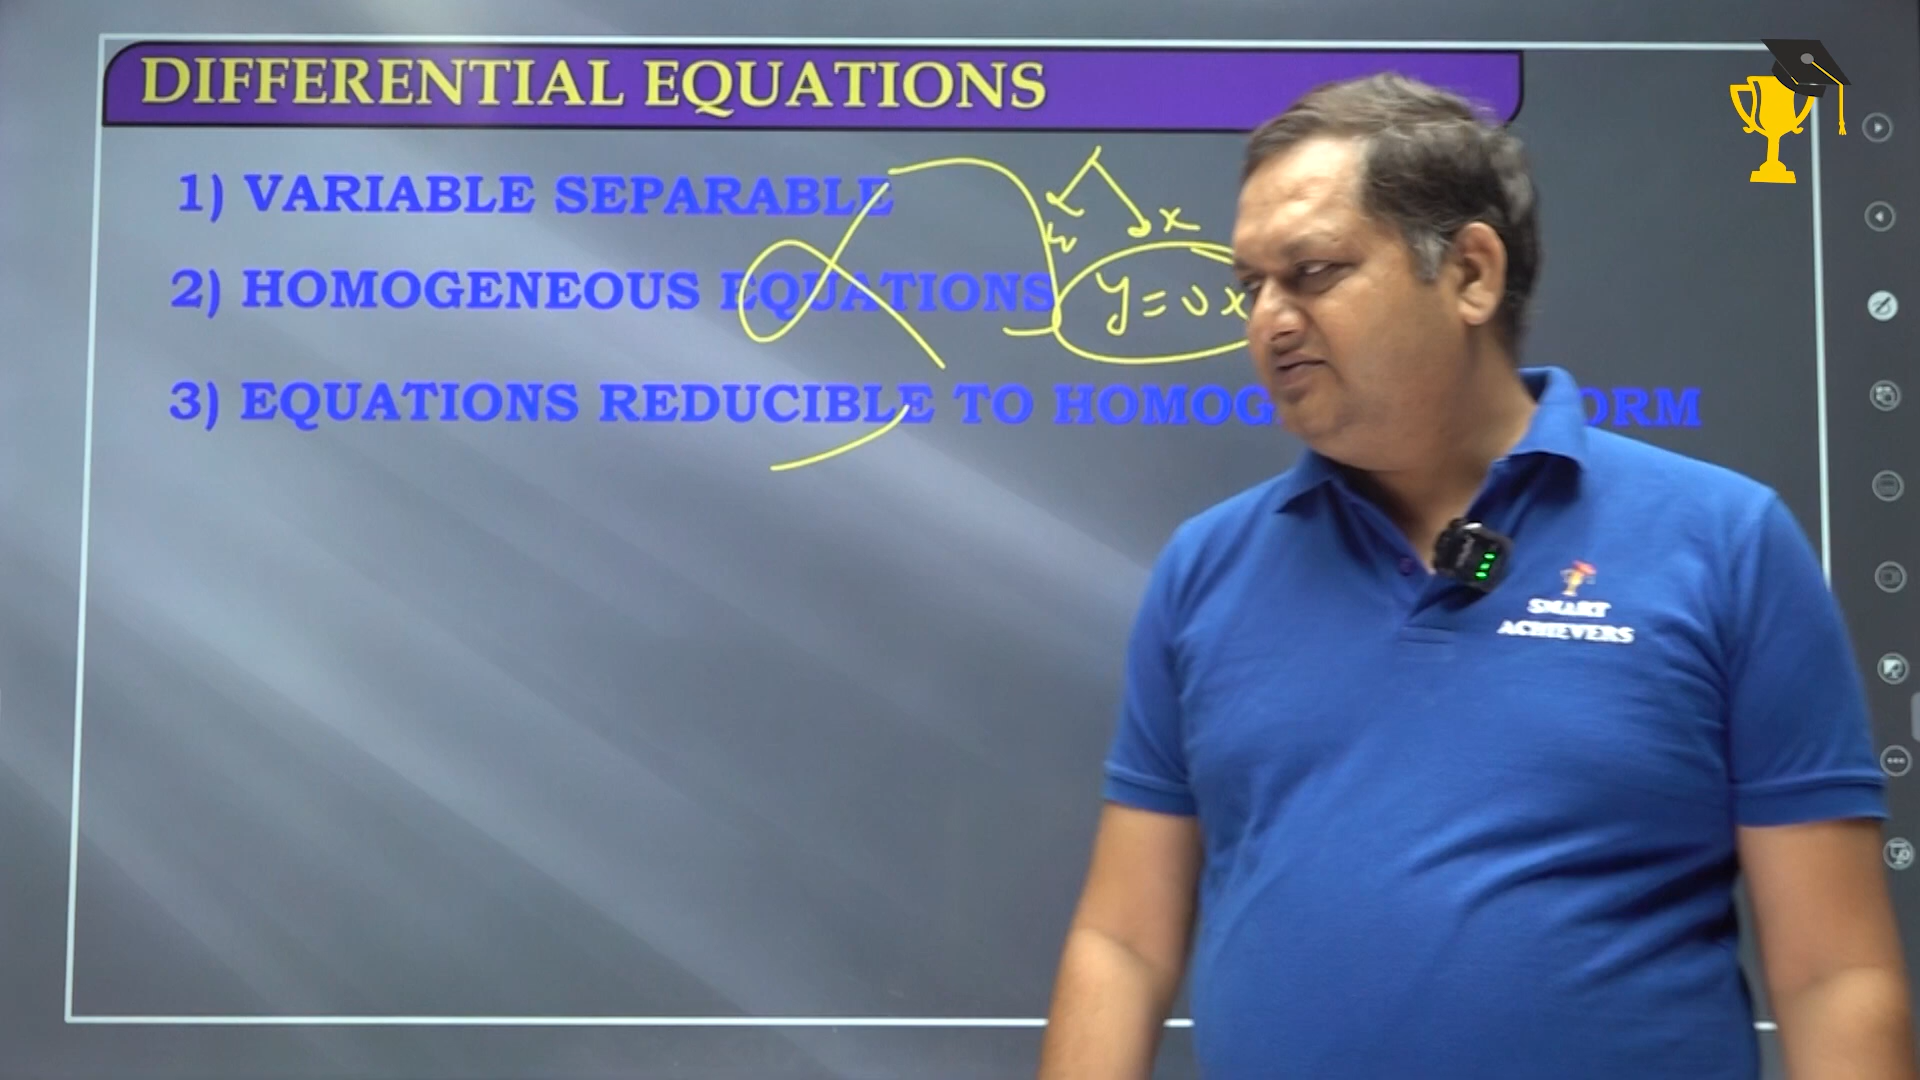 DIFFERENTIAL EQUATIONS
1) VARIABLE SEPARABLE
x
2) HOMOGENEOUS EQUATIONS
y = vx
3) EQUATIONS REDUCIBLE TO HOMOG ORM
SMART
ACHIEVERS